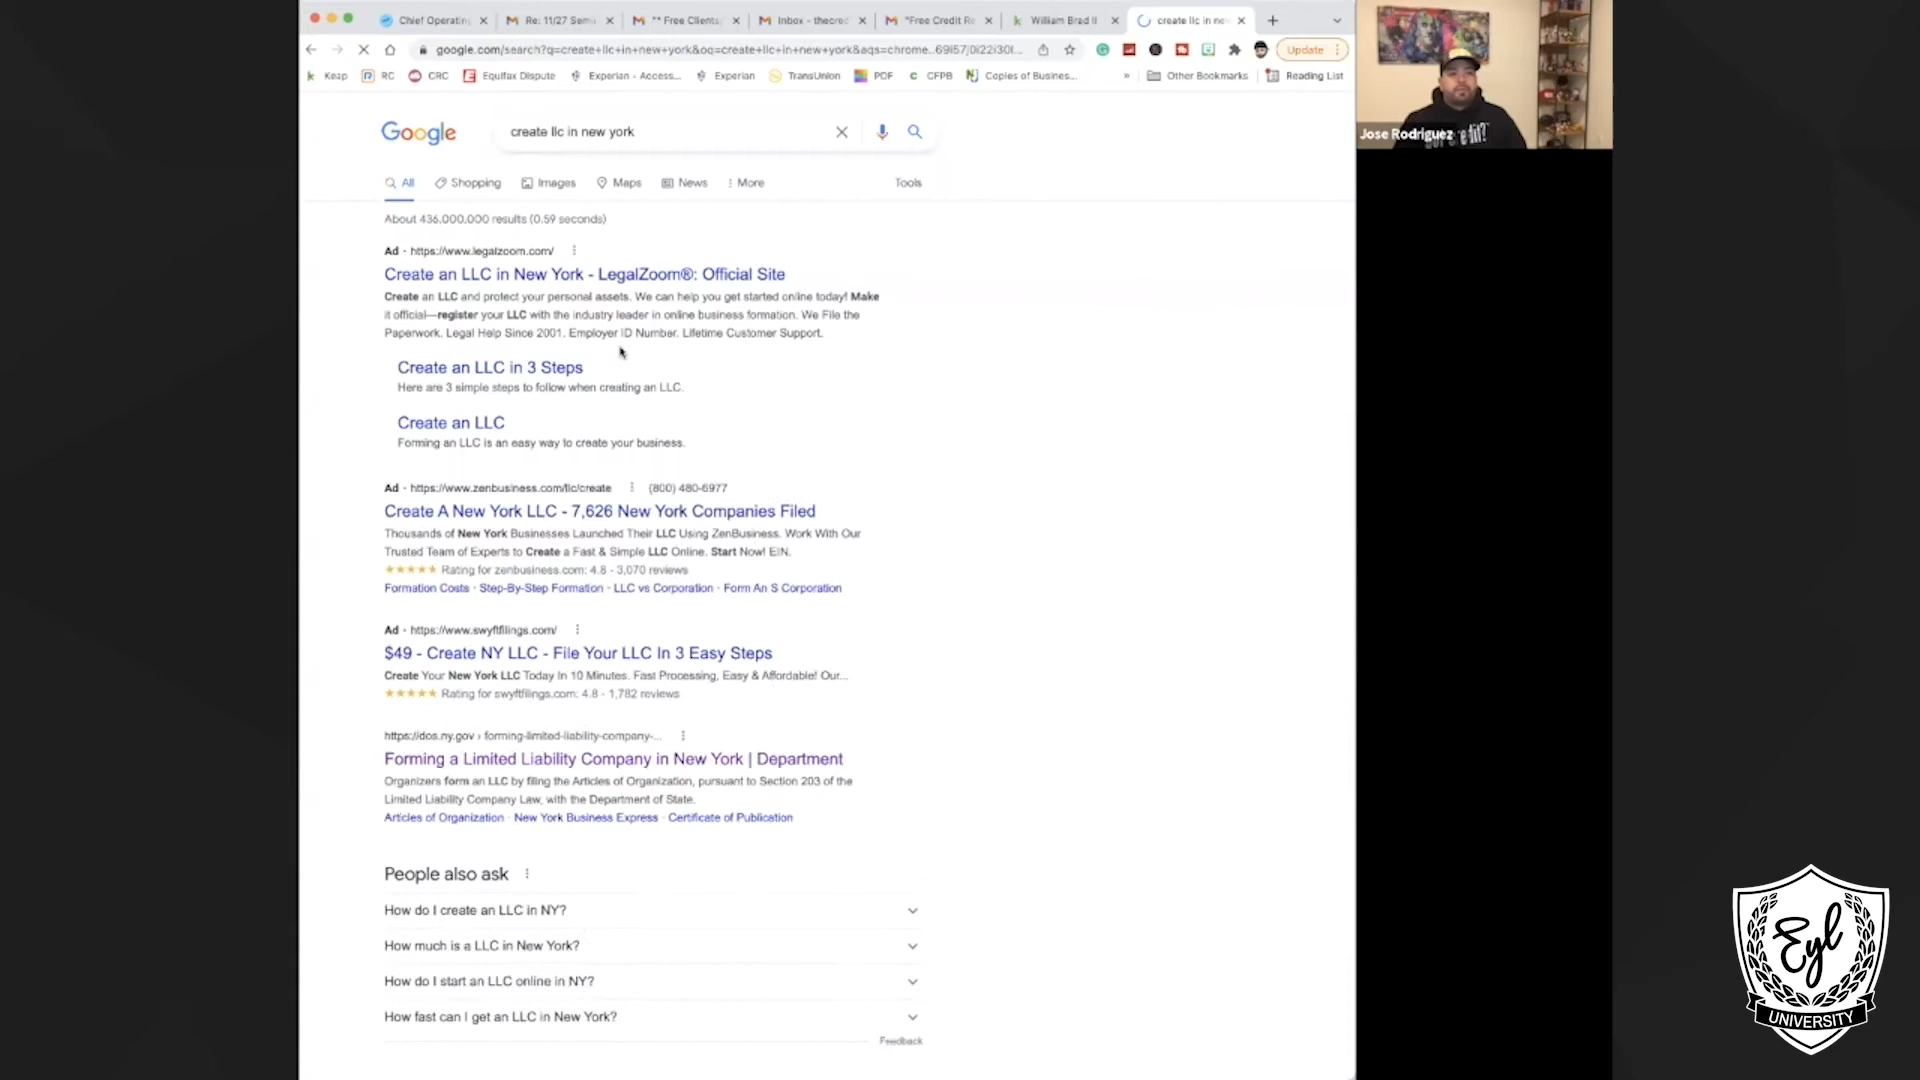 Chief Operating
Re: 11/27 Semi
** Free Clients
Inbox - thecred
"Free Credit Re
William Brad II
create llc in new
google.com/search?q=create+llc+in+new+york&oq=create+llc+in+new+york&aqs=chrome..69i57j0i22i30l...
Update
Keap RC CRC Equifax Dispute Experian - Access... Experian TransUnion PDF CFPB Copies of Busines... » Other Bookmarks Reading List
Jose Rodriguez
Google
create llc in new york
All Shopping Images Maps News More Tools
About 436,000,000 results (0.59 seconds)
Ad · https://www.legalzoom.com/
Create an LLC in New York - LegalZoom®: Official Site
Create an LLC and protect your personal assets. We can help you get started online today! Make
it official—register your LLC with the industry leader in online business formation. We File the
Paperwork. Legal Help Since 2001. Employer ID Number. Lifetime Customer Support.
Create an LLC in 3 Steps
Here are 3 simple steps to follow when creating an LLC.
Create an LLC
Forming an LLC is an easy way to create your business.
Ad · https://www.zenbusiness.com/llc/create (800) 480-6977
Create A New York LLC - 7,626 New York Companies Filed
Thousands of New York Businesses Launched Their LLC Using ZenBusiness. Work With Our
Trusted Team of Experts to Create a Fast & Simple LLC Online. Start Now! EIN.
Rating for zenbusiness.com: 4.8 - 3,070 reviews
Formation Costs · Step-By-Step Formation · LLC vs Corporation · Form An S Corporation
Ad · https://www.swyftfilings.com/
$49 - Create NY LLC - File Your LLC In 3 Easy Steps
Create Your New York LLC Today In 10 Minutes. Fast Processing, Easy & Affordable! Our...
Rating for swyftfilings.com: 4.8 - 1,782 reviews
https://dos.ny.gov › forming-limited-liability-company-...
Forming a Limited Liability Company in New York | Department
Organizers form an LLC by filing the Articles of Organization, pursuant to Section 203 of the
Limited Liability Company Law, with the Department of State.
Articles of Organization · New York Business Express · Certificate of Publication
People also ask
How do I create an LLC in NY?
How much is a LLC in New York?
How do I start an LLC online in NY?
How fast can I get an LLC in New York?
Feedback
Eyl
UNIVERSITY